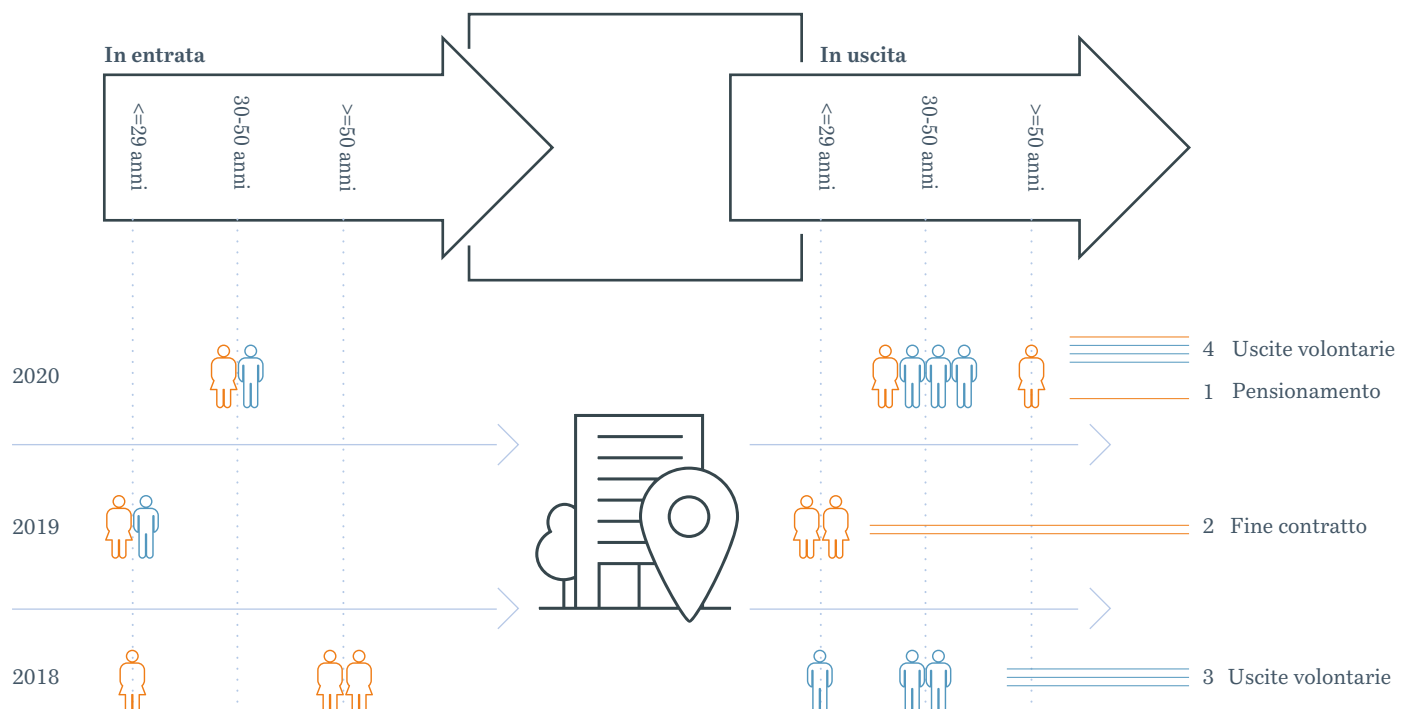 In entrata
<=29 anni
30-50 anni
>=50 anni
In uscita
<=29 anni
30-50 anni
>=50 anni
2020
4 Uscite volontarie
1 Pensionamento
2019
2 Fine contratto
2018
3 Uscite volontarie